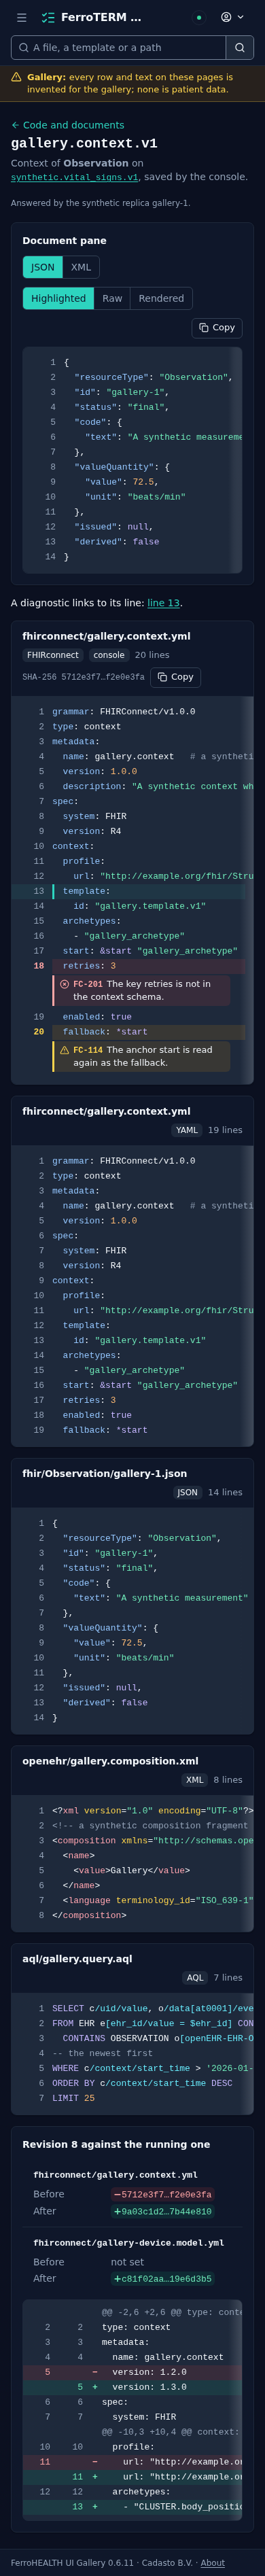 FerroTERM ...
A file, a template or a path
Gallery: every row and text on these pages is
invented for the gallery; none is patient data.
← Code and documents
gallery.context.v1
Context of Observation on
synthetic.vital_signs.v1, saved by the console.
Answered by the synthetic replica gallery-1.
Document pane
JSON XML
Highlighted Raw Rendered
Copy
1 {
2 "resourceType": "Observation",
3 "id": "gallery-1",
4 "status": "final",
5 "code": {
6 "text": "A synthetic measureme
7 },
8 "valueQuantity": {
9 "value": 72.5,
10 "unit": "beats/min"
11 },
12 "issued": null,
13 "derived": false
14 }
A diagnostic links to its line: line 13.
fhirconnect/gallery.context.yml
FHIRconnect console 20 lines
SHA-256 5712e3f7…f2e0e3fa Copy
1 grammar: FHIRConnect/v1.0.0
2 type: context
3 metadata:
4 name: gallery.context # a syntheti
5 version: 1.0.0
6 description: "A synthetic context wh
7 spec:
8 system: FHIR
9 version: R4
10 context:
11 profile:
12 url: "http://example.org/fhir/Stru
13 template:
14 id: "gallery.template.v1"
15 archetypes:
16 - "gallery_archetype"
17 start: &start "gallery_archetype"
18 retries: 3
FC-201 The key retries is not in
the context schema.
19 enabled: true
20 fallback: *start
FC-114 The anchor start is read
again as the fallback.
fhirconnect/gallery.context.yml
YAML 19 lines
1 grammar: FHIRConnect/v1.0.0
2 type: context
3 metadata:
4 name: gallery.context # a syntheti
5 version: 1.0.0
6 spec:
7 system: FHIR
8 version: R4
9 context:
10 profile:
11 url: "http://example.org/fhir/Stru
12 template:
13 id: "gallery.template.v1"
14 archetypes:
15 - "gallery_archetype"
16 start: &start "gallery_archetype"
17 retries: 3
18 enabled: true
19 fallback: *start
fhir/Observation/gallery-1.json
JSON 14 lines
1 {
2 "resourceType": "Observation",
3 "id": "gallery-1",
4 "status": "final",
5 "code": {
6 "text": "A synthetic measurement"
7 },
8 "valueQuantity": {
9 "value": 72.5,
10 "unit": "beats/min"
11 },
12 "issued": null,
13 "derived": false
14 }
openehr/gallery.composition.xml
XML 8 lines
1 <?xml version="1.0" encoding="UTF-8"?>
2 <!-- a synthetic composition fragment
3 <composition xmlns="http://schemas.ope
4 <name>
5 <value>Gallery</value>
6 </name>
7 <language terminology_id="ISO_639-1"
8 </composition>
aql/gallery.query.aql
AQL 7 lines
1 SELECT c/uid/value, o/data[at0001]/eve
2 FROM EHR e[ehr_id/value = $ehr_id] CON
3 CONTAINS OBSERVATION o[openEHR-EHR-O
4 -- the newest first
5 WHERE c/context/start_time > '2026-01-
6 ORDER BY c/context/start_time DESC
7 LIMIT 25
Revision 8 against the running one
fhirconnect/gallery.context.yml
Before −5712e3f7…f2e0e3fa
After +9a03c1d2…7b44e810
fhirconnect/gallery-device.model.yml
Before not set
After +c81f02aa…19e6d3b5
@@ -2,6 +2,6 @@ type: conte
2 2 type: context
3 3 metadata:
4 4 name: gallery.context
5 − version: 1.2.0
5 + version: 1.3.0
6 6 spec:
7 7 system: FHIR
@@ -10,3 +10,4 @@ context:
10 10 profile:
11 − url: "http://example.or
11 + url: "http://example.or
12 12 archetypes:
13 + - "CLUSTER.body_positic
FerroHEALTH UI Gallery 0.6.11 · Cadasto B.V. · About